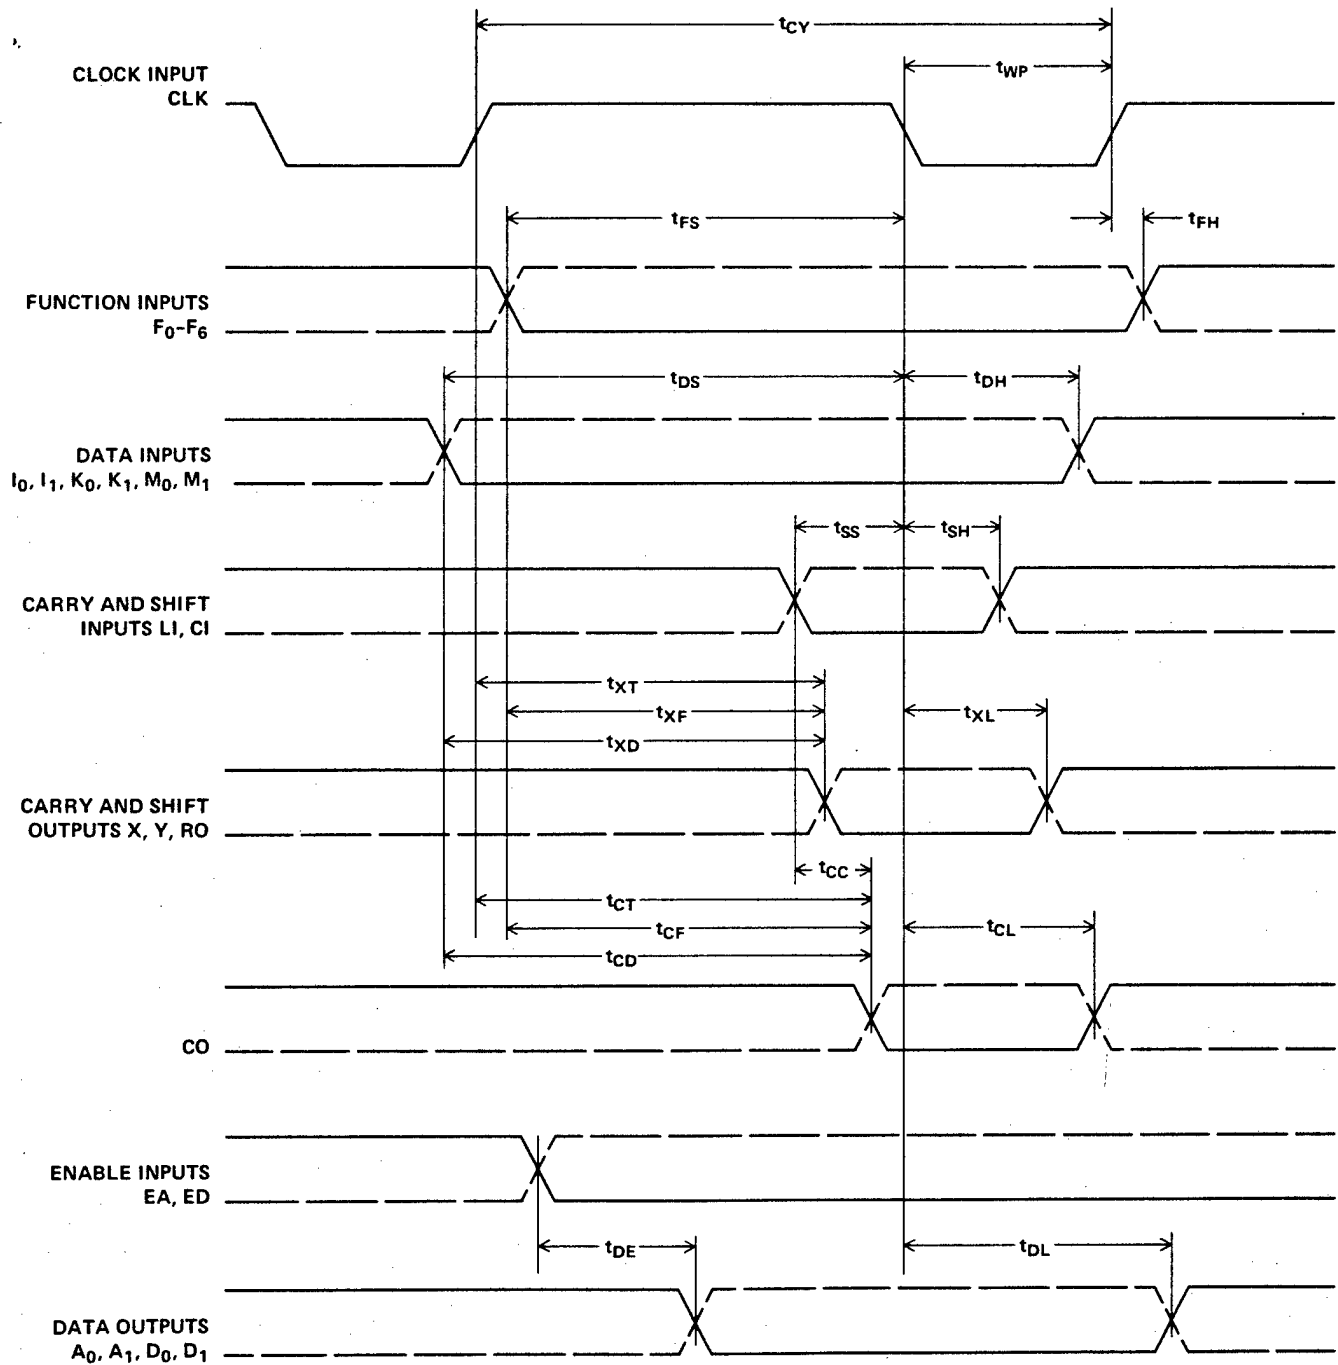 tCY
CLOCK INPUT
CLK
tWP
tFS
tFH
FUNCTION INPUTS
F0-F6
tDS
tDH
DATA INPUTS
I0, I1, K0, K1, M0, M1
tSS
tSH
CARRY AND SHIFT
INPUTS LI, CI
tXT
tXF
tXL
tXD
CARRY AND SHIFT
OUTPUTS X, Y, RO
tCC
tCT
tCF
tCL
tCD
CO
ENABLE INPUTS
EA, ED
tDE
tDL
DATA OUTPUTS
A0, A1, D0, D1